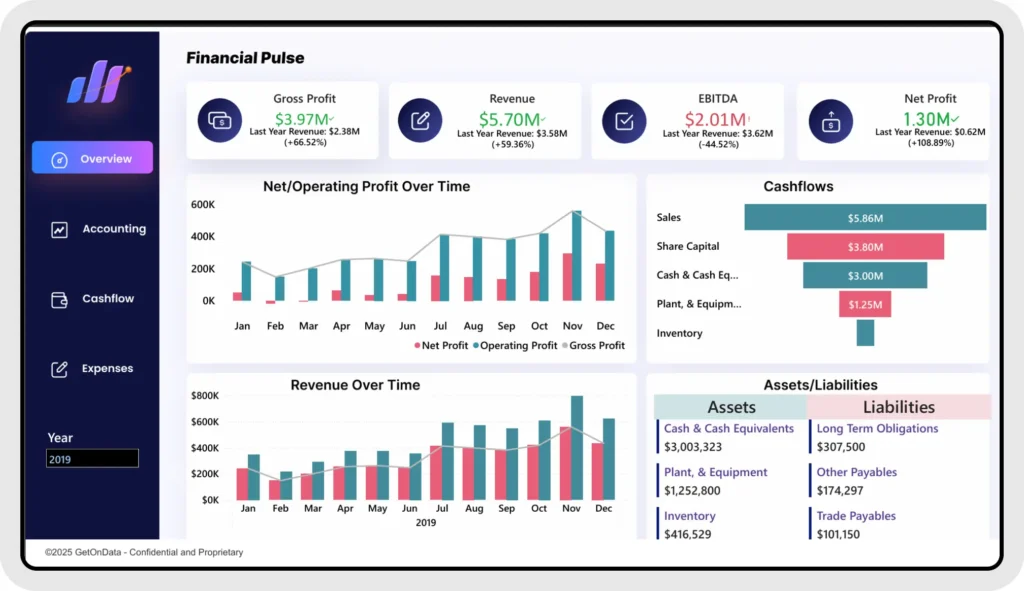 Financial Pulse
Gross Profit
$3.97M
Last Year Revenue: $2.38M
(+66.52%)
Revenue
$5.70M
Last Year Revenue: $3.58M
(+59.36%)
EBITDA
$2.01M
Last Year Revenue: $3.62M
(-44.52%)
Net Profit
1.30M
Last Year Revenue: $0.62M
(+108.89%)
Overview
Accounting
Cashflow
Expenses
Year
2019
Net/Operating Profit Over Time
600K
400K
200K
0K
Jan Feb Mar Apr May Jun Jul Aug Sep Oct Nov Dec
Net Profit Operating Profit Gross Profit
Cashflows
Sales $5.86M
Share Capital $3.80M
Cash & Cash Eq... $3.00M
Plant, & Equipm... $1.25M
Inventory
Revenue Over Time
$800K
$600K
$400K
$200K
$0K
Jan Feb Mar Apr May Jun Jul Aug Sep Oct Nov Dec
2019
Assets/Liabilities
Assets Liabilities
Cash & Cash Equivalents Long Term Obligations
$3,003,323 $307,500
Plant, & Equipment Other Payables
$1,252,800 $174,297
Inventory Trade Payables
$416,529 $101,150
©2025 GetOnData - Confidential and Proprietary